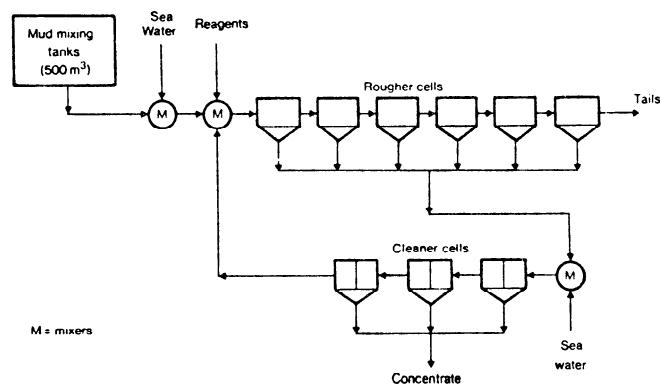 Mud mixing
tanks
(500 m³)
Sea
Water
Reagents
M
M
Rougher cells
Tails
Cleaner cells
M
M = mixers
Concentrate
Sea
water